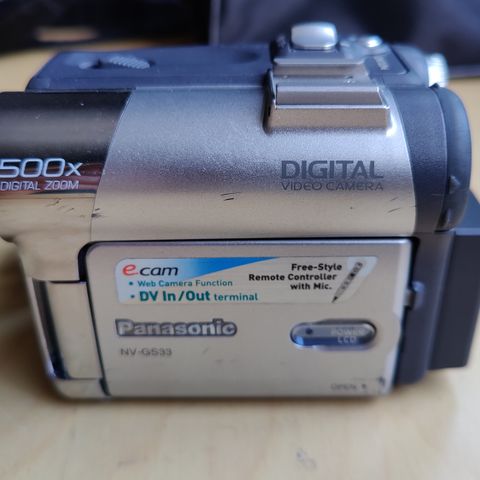 500x
DIGITAL ZOOM
DIGITAL
VIDEO CAMERA
e.cam
• Web Camera Function
• DV In/Out terminal
Free-Style
Remote Controller
with Mic.
Panasonic
NV-GS33
POWER
LCD
OPEN